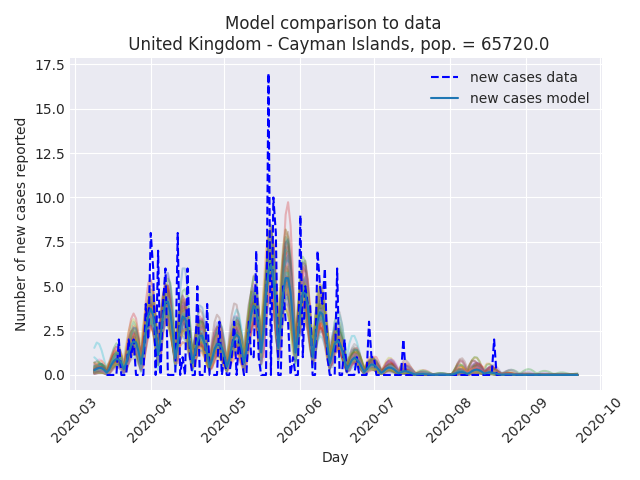 Model comparison to data
United Kingdom - Cayman Islands, pop. = 65720.0
new cases data
new cases model
Number of new cases reported
17.5
15.0
12.5
10.0
7.5
5.0
2.5
0.0
2020-03
2020-04
2020-05
2020-06
2020-07
2020-08
2020-09
2020-10
Day